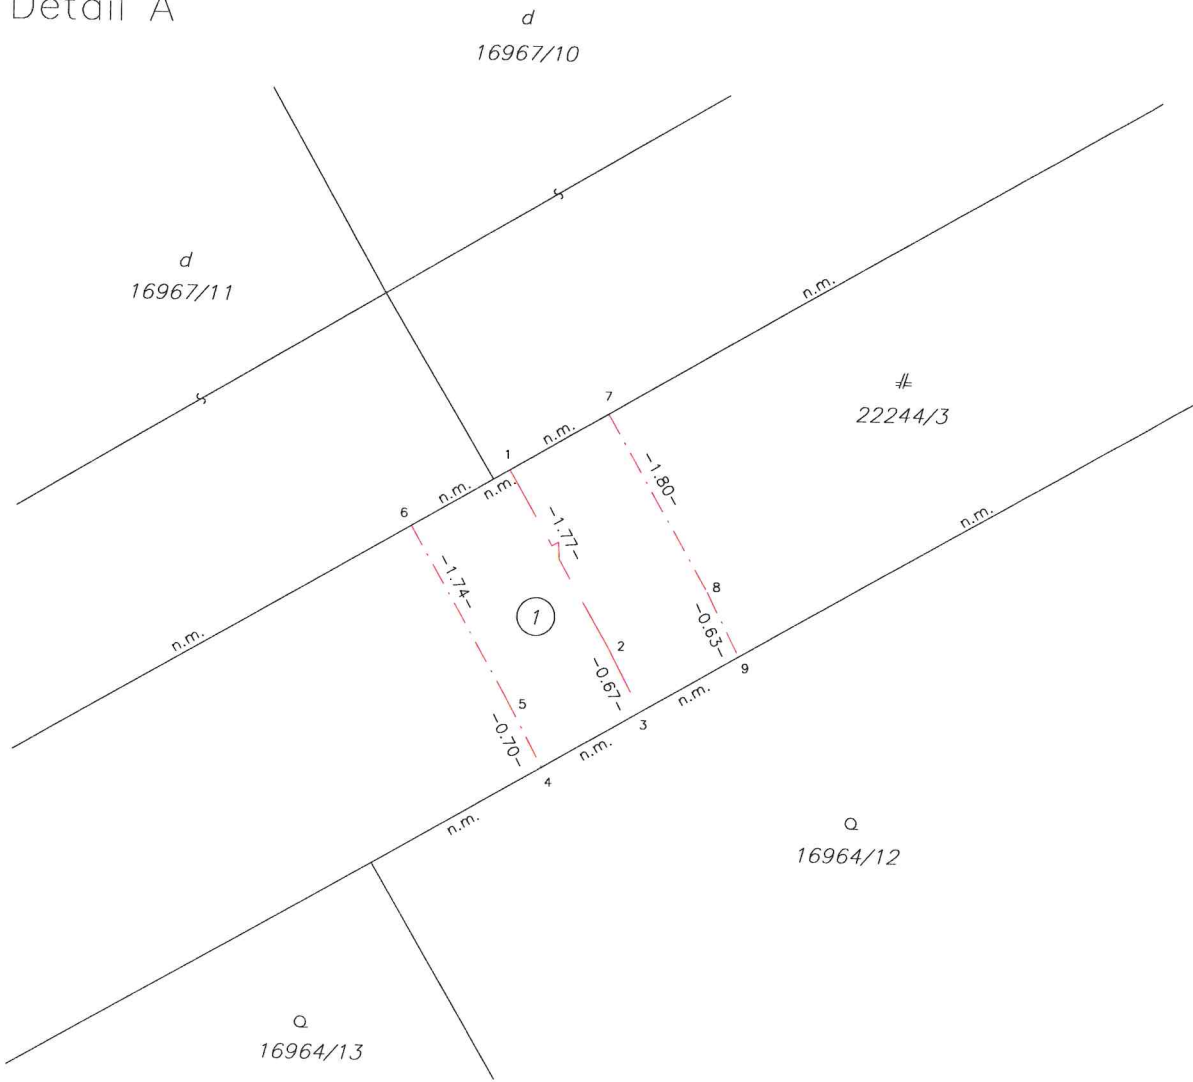 Detail A
d
16967/10
d
16967/11
n.m.
22244/3
7
n.m.
1
n.m.
n.m.
6
-1.80-
-1.77-
n.m.
-1.74-
8
1
-0.63-
n.m.
2
9
-0.67-
n.m.
5
3
-0.70-
n.m.
4
n.m.
16964/12
16964/13